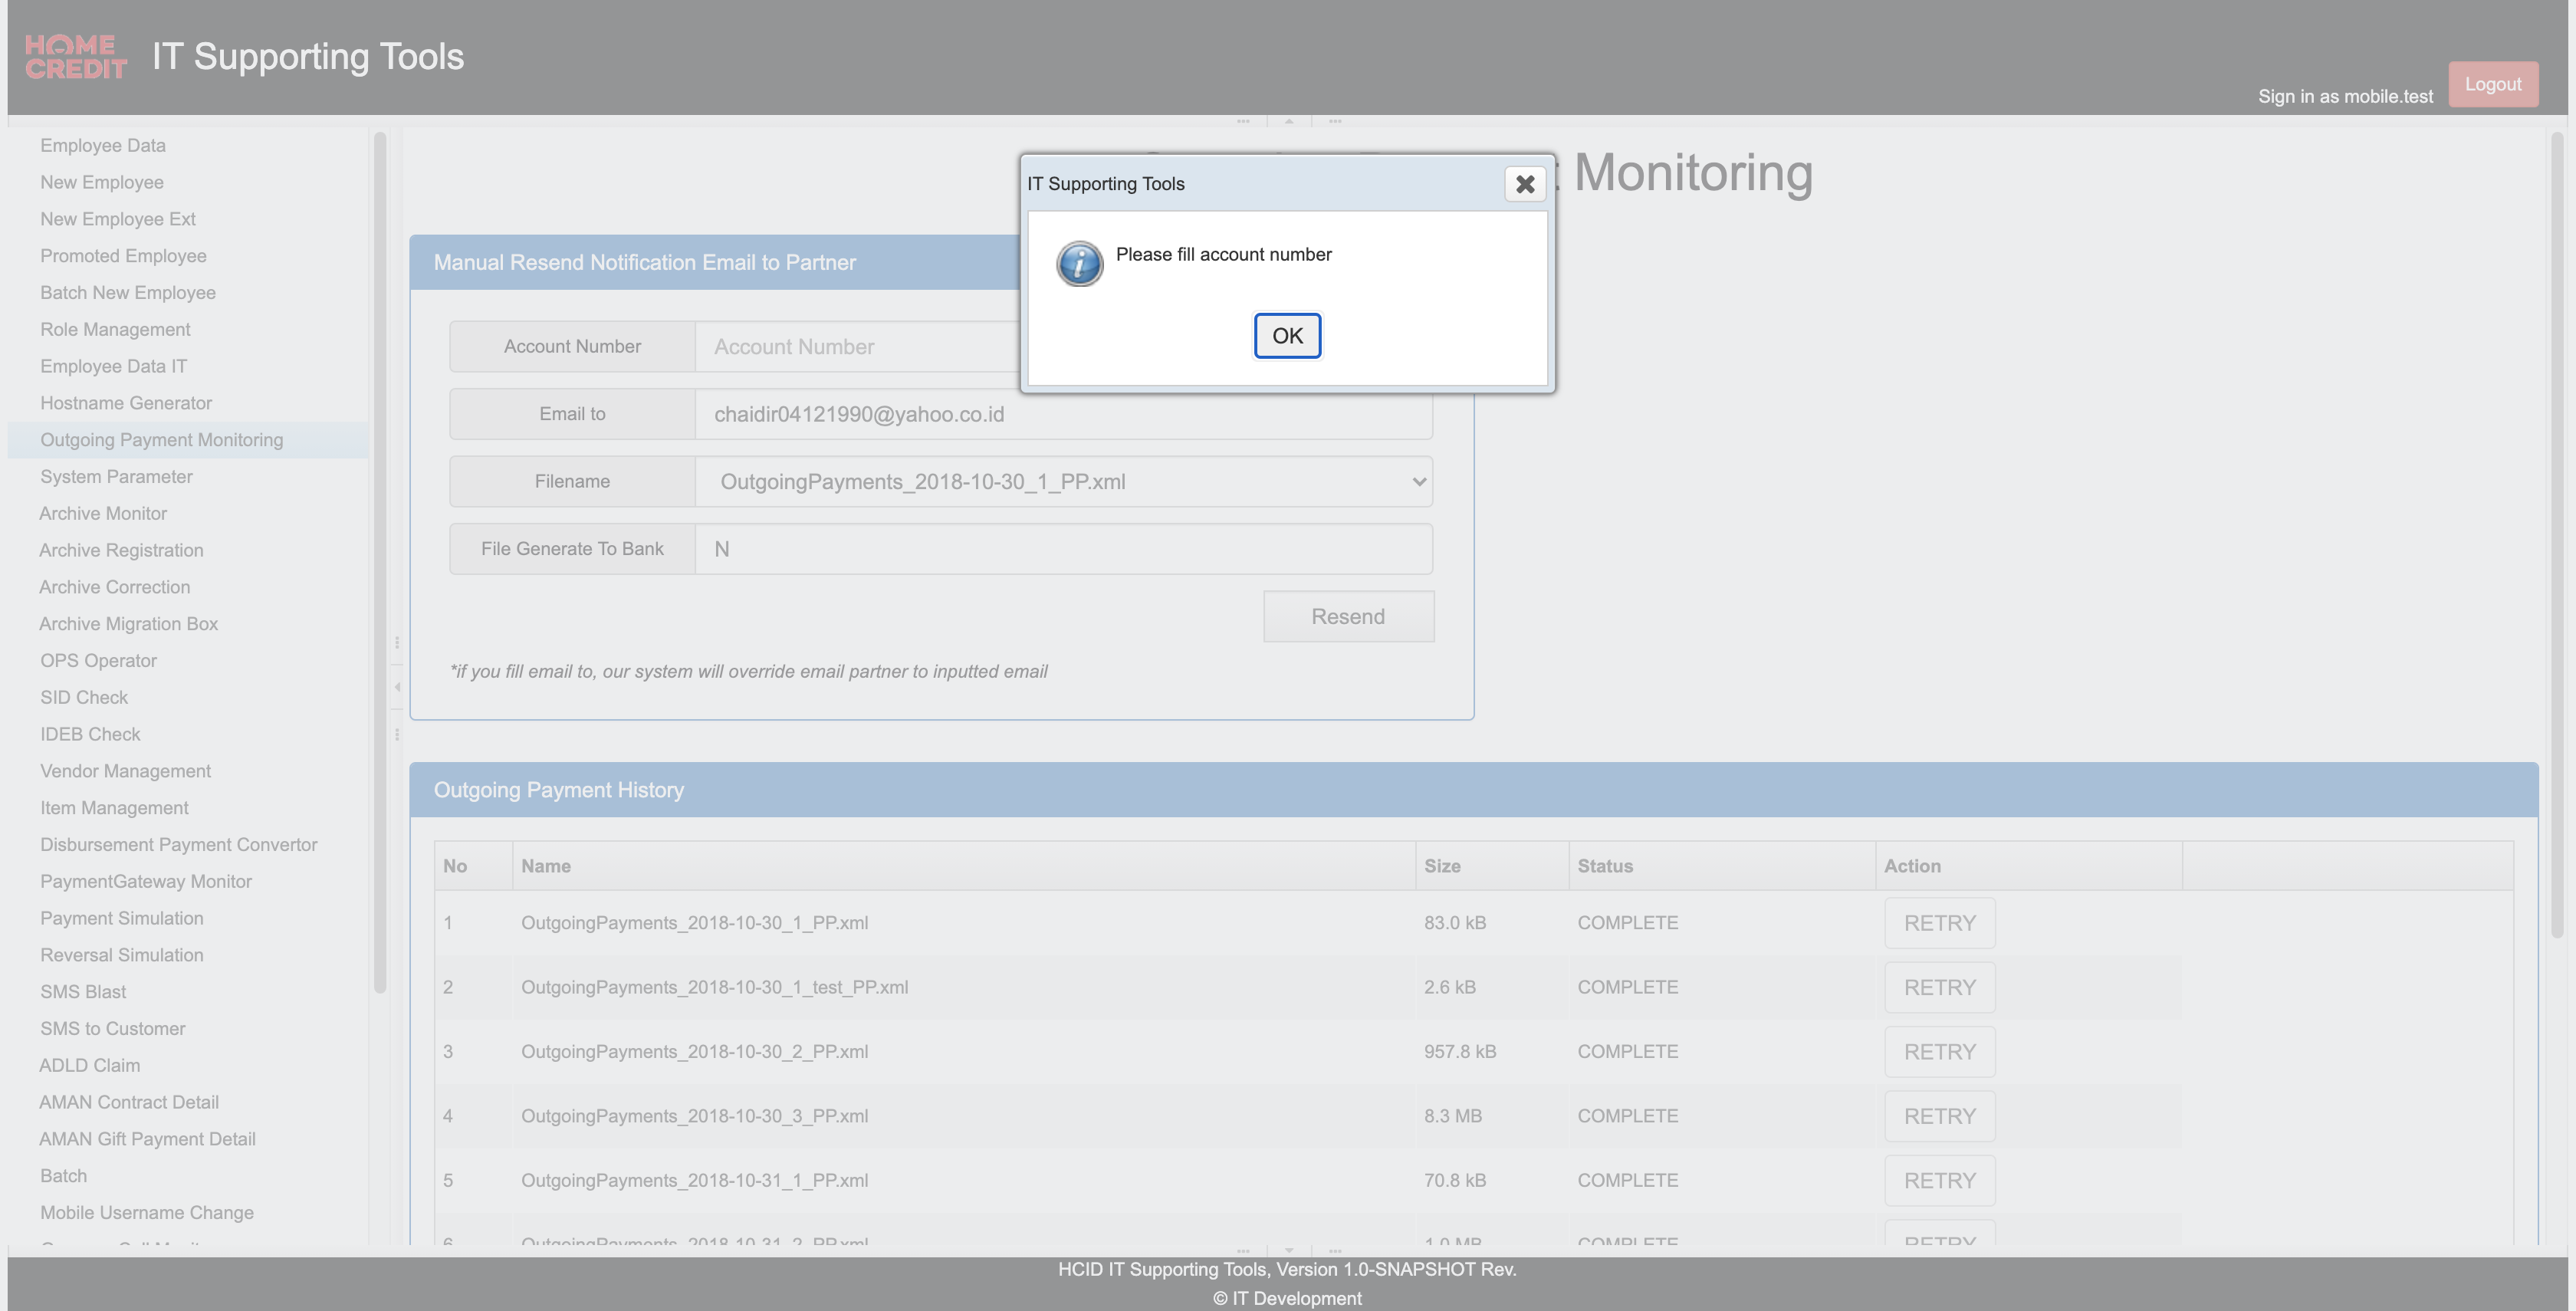 HOME
CREDIT
IT Supporting Tools
Sign in as mobile.test
Logout
Employee Data
New Employee
New Employee Ext
Promoted Employee
Batch New Employee
Role Management
Employee Data IT
Hostname Generator
Outgoing Payment Monitoring
System Parameter
Archive Monitor
Archive Registration
Archive Correction
Archive Migration Box
OPS Operator
SID Check
IDEB Check
Vendor Management
Item Management
Disbursement Payment Convertor
PaymentGateway Monitor
Payment Simulation
Reversal Simulation
SMS Blast
SMS to Customer
ADLD Claim
AMAN Contract Detail
AMAN Gift Payment Detail
Batch
Mobile Username Change
Monitoring
IT Supporting Tools
Please fill account number
OK
Manual Resend Notification Email to Partner
Account Number Account Number
Email to chaidir04121990@yahoo.co.id
Filename OutgoingPayments_2018-10-30_1_PP.xml
File Generate To Bank N
Resend
*if you fill email to, our system will override email partner to inputted email
Outgoing Payment History
No Name Size Status Action
1 OutgoingPayments_2018-10-30_1_PP.xml 83.0 kB COMPLETE RETRY
2 OutgoingPayments_2018-10-30_1_test_PP.xml 2.6 kB COMPLETE RETRY
3 OutgoingPayments_2018-10-30_2_PP.xml 957.8 kB COMPLETE RETRY
4 OutgoingPayments_2018-10-30_3_PP.xml 8.3 MB COMPLETE RETRY
5 OutgoingPayments_2018-10-31_1_PP.xml 70.8 kB COMPLETE RETRY
6 OutgoingPayments_2018-10-31_2_PP.xml 1.0 MB COMPLETE RETRY
HCID IT Supporting Tools, Version 1.0-SNAPSHOT Rev.
© IT Development